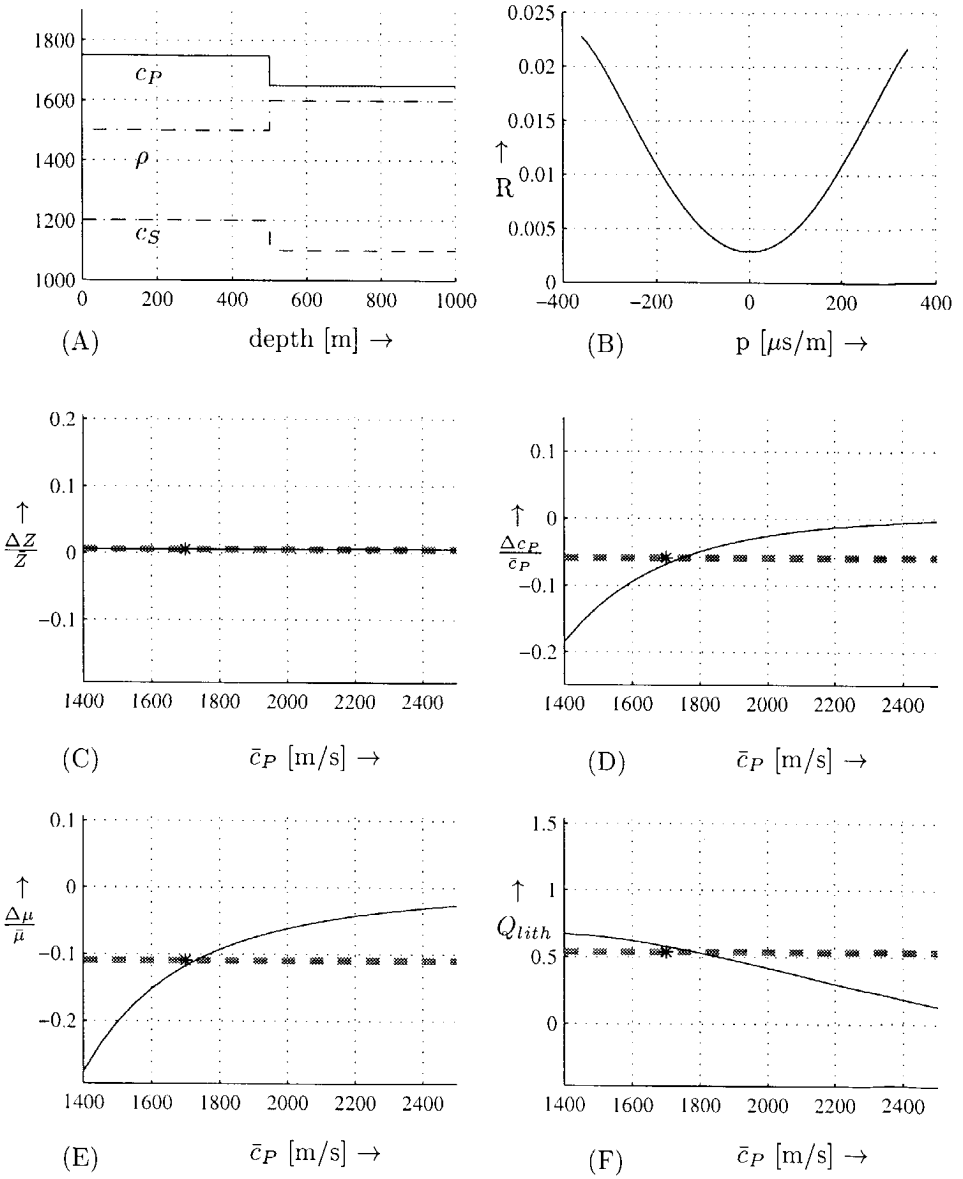 1800
1600
1400
1200
1000
c_P
ρ
c_S
0 200 400 600 800 1000
(A) depth [m] →
0.025
0.02
0.015
0.01
0.005
0
↑
R
−400 −200 0 200 400
(B) p [μs/m] →
0.2
0.1
0
−0.1
↑
ΔZ
Z̄
1400 1600 1800 2000 2200 2400
(C) c̄_P [m/s] →
0.1
0
−0.1
−0.2
↑
Δc_P
c̄_P
1400 1600 1800 2000 2200 2400
(D) c̄_P [m/s] →
0.1
0
−0.1
−0.2
↑
Δμ
μ̄
1400 1600 1800 2000 2200 2400
(E) c̄_P [m/s] →
1.5
1
0.5
0
↑
Q_lith
1400 1600 1800 2000 2200 2400
(F) c̄_P [m/s] →